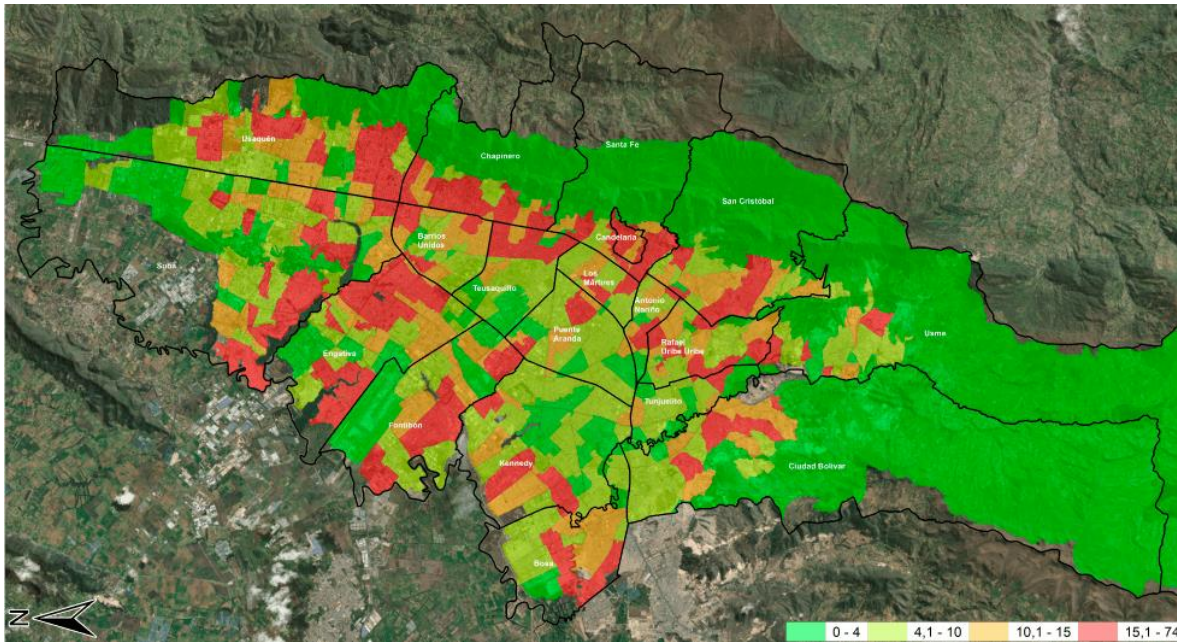 Usaquén
Chapinero
Santa Fe
San Cristóbal
Barrios
Unidos
Candelaria
Suba
Teusaquillo
Los
Mártires
Antonio
Nariño
Puente
Aranda
Usme
Rafael
Uribe Uribe
Engativa
Tunjuelito
Fontibón
Kennedy
Ciudad Bolívar
Bosa
N
0 - 4
4,1 - 10
10,1 - 15
15,1 - 74